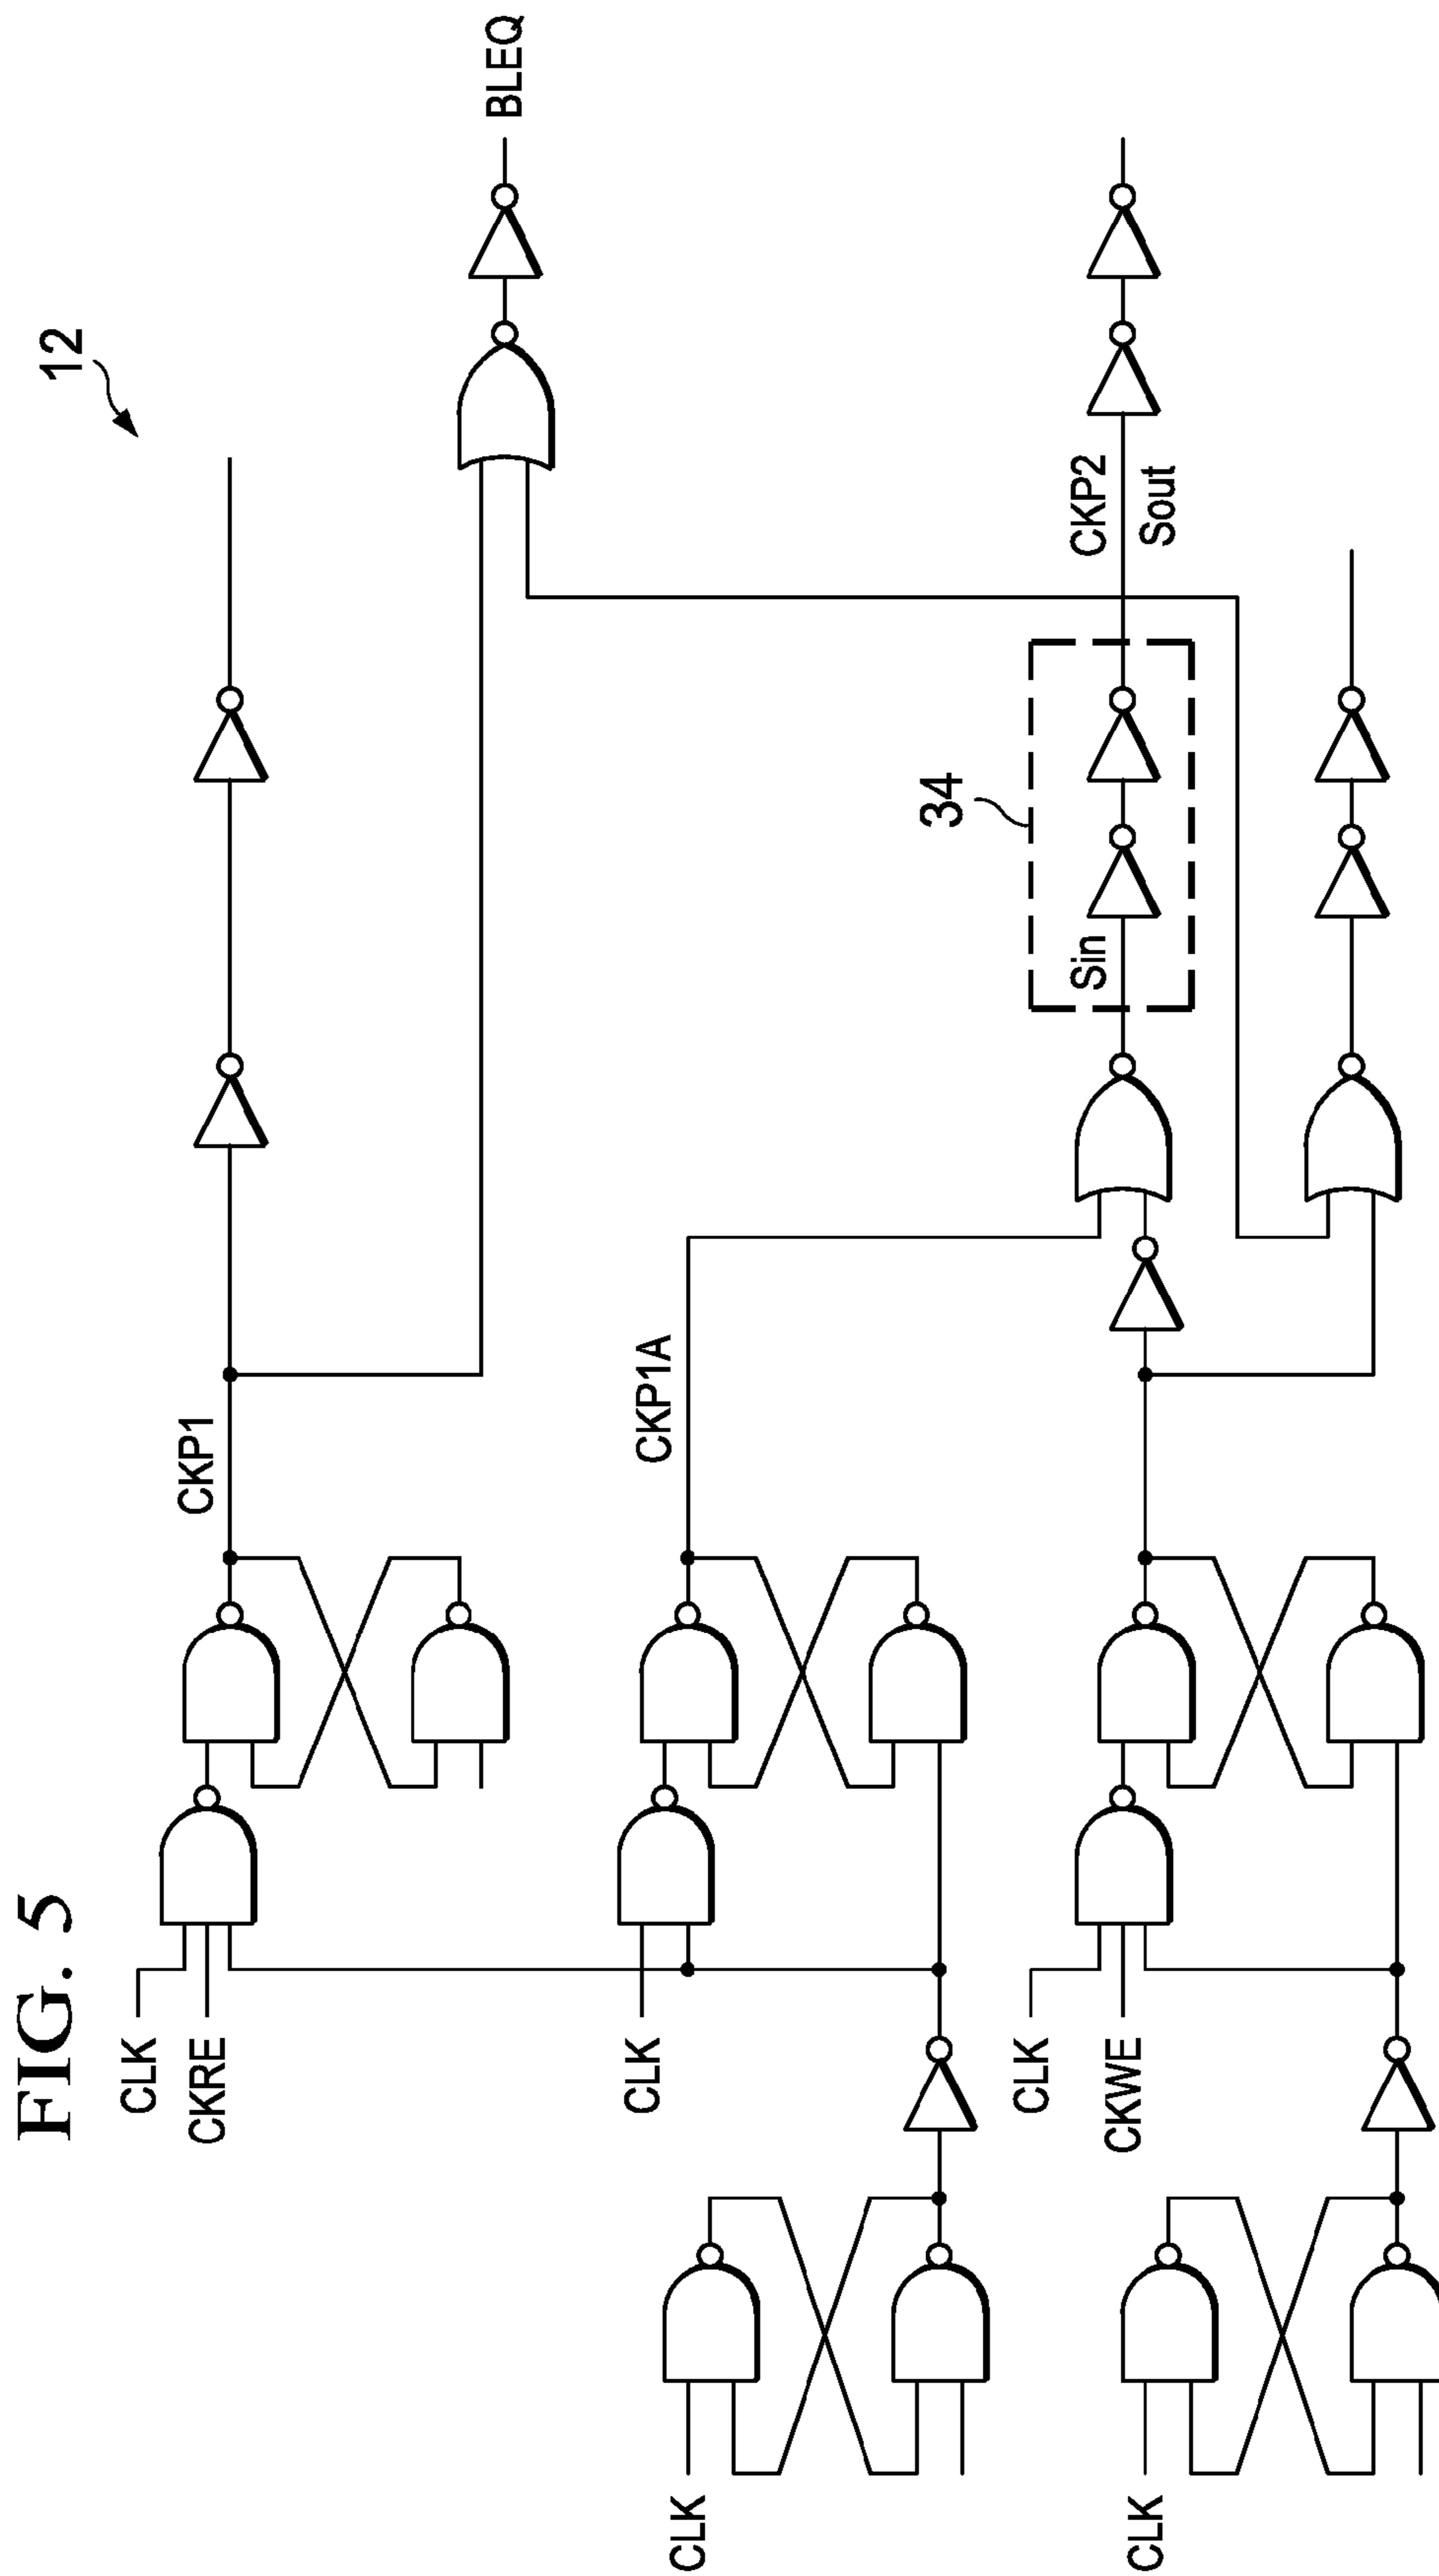 FIG. 5
12
CLK
CKRE
CKP1
BLEQ
CLK
CKP1A
34
CLK
CKWE
Sin
CKP2
Sout
CLK
CLK